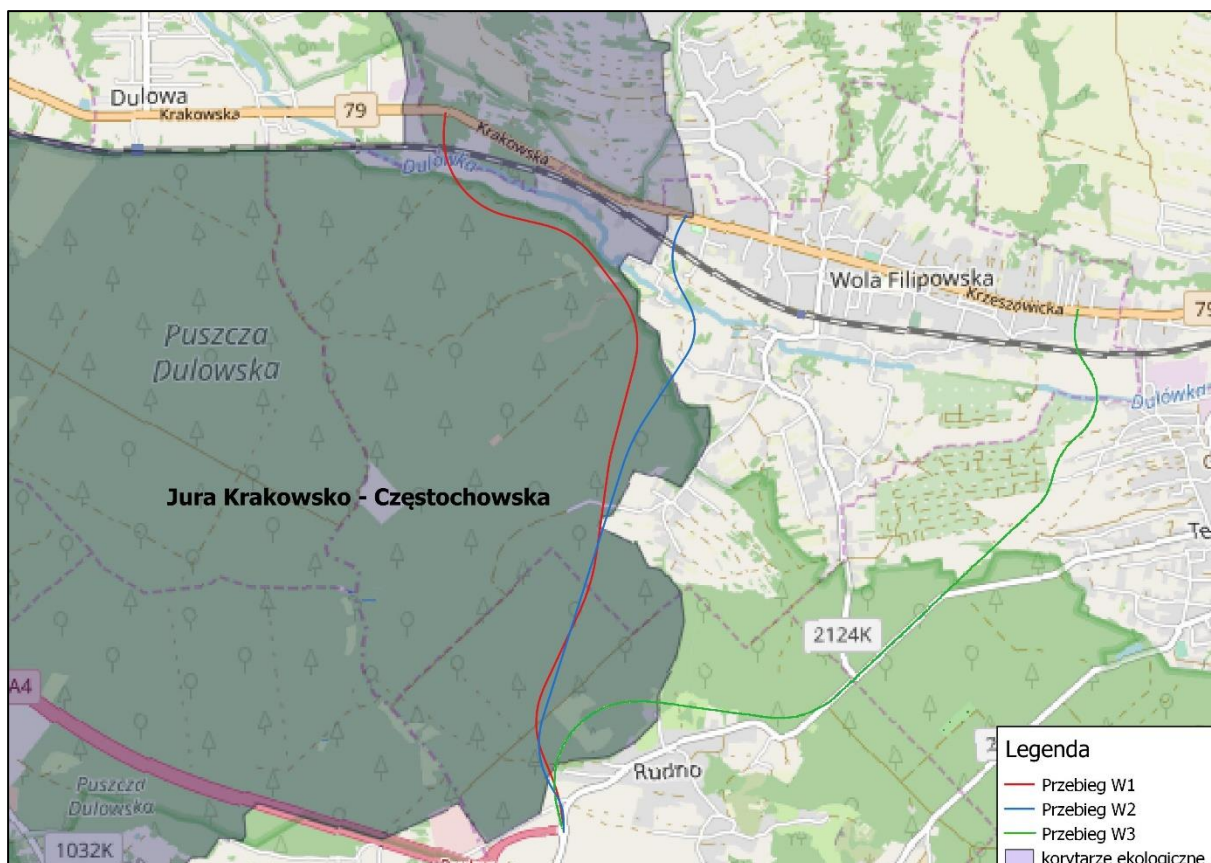 Dulowa
Krakowska
79
Krakowska
Dulówka
Wola Filipowska
Krzeszowicka
79
Puszcza
Dulowska
Dulówka
Jura Krakowsko - Częstochowska
Te
2124K
A4
Rudno
Puszcza
Dulowska
1032K
Legenda
Przebieg W1
Przebieg W2
Przebieg W3
korytarze ekologiczne